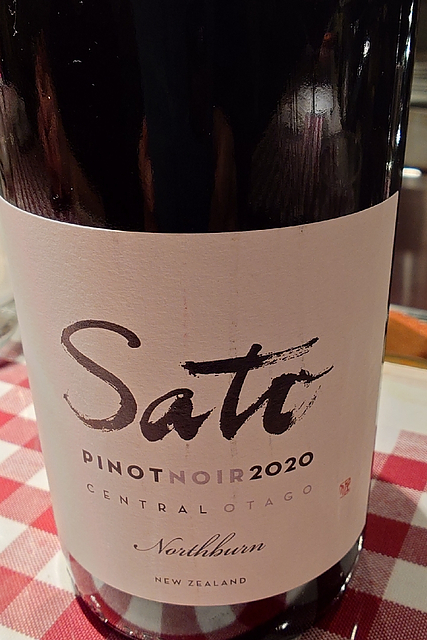 Sato
PINOTNOIR2020
CENTRAL OTAGO
Northburn
NEW ZEALAND